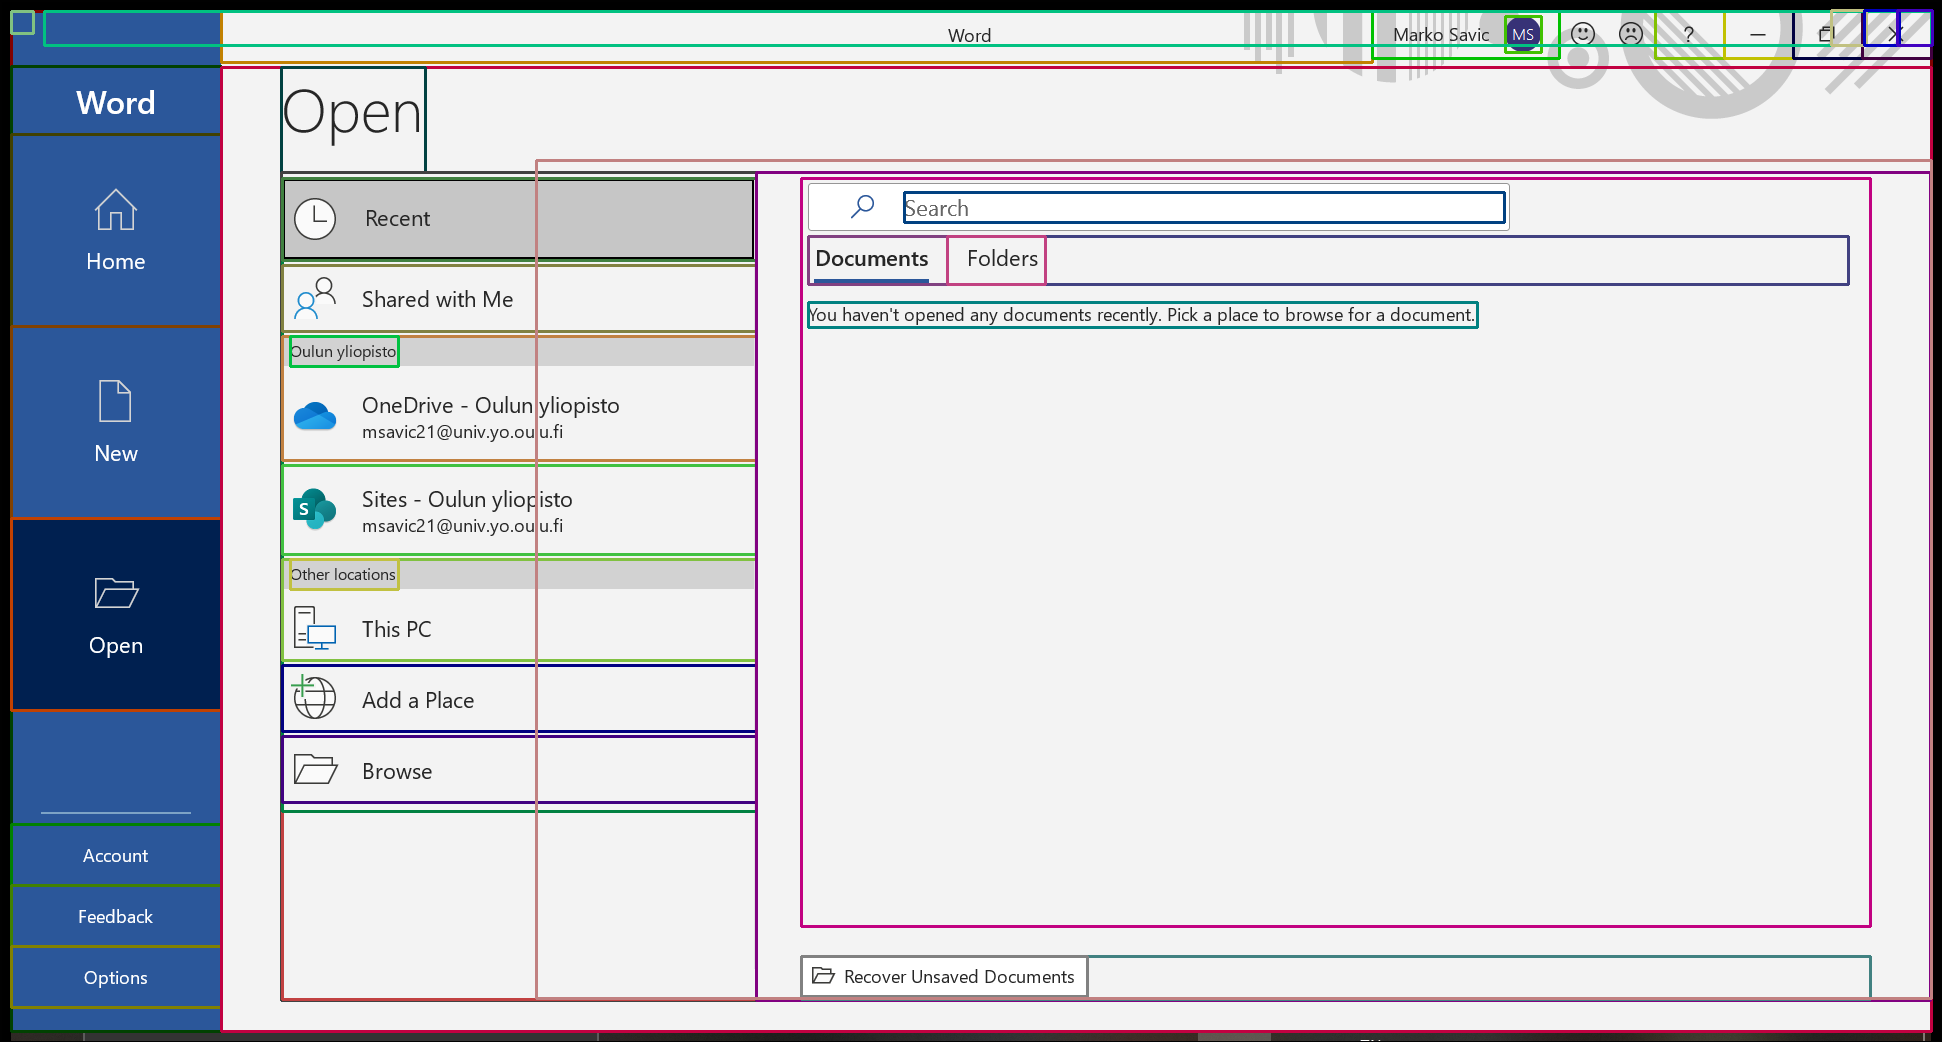 Word
Marko Savic MS ?
Word
Home
New
Open
Account
Feedback
Options
Open
Recent
Shared with Me
Oulun yliopisto
OneDrive - Oulun yliopisto
msavic21@univ.yo.oulu.fi
Sites - Oulun yliopisto
msavic21@univ.yo.oulu.fi
Other locations
This PC
Add a Place
Browse
Search
Documents Folders
You haven't opened any documents recently. Pick a place to browse for a document.
Recover Unsaved Documents